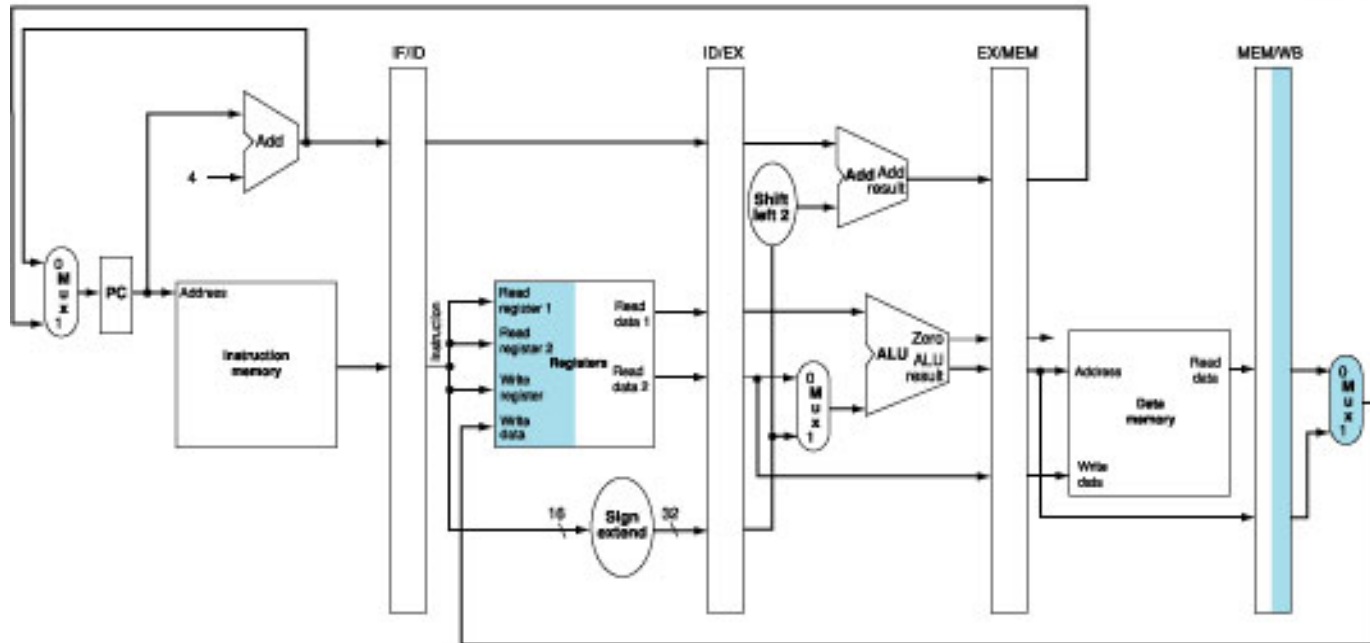 IF/ID
ID/EX
EX/MEM
MEM/WB
Add
4
Add
Add
result
Shift
left 2
0
M
u
x
1
PC
Address
Instruction
memory
Instruction
Read
register 1
Read
register 2
Registers
Write
register
Write
data
Read
data 1
Read
data 2
0
M
u
x
1
Zero
ALU
ALU
result
Address
Read
data
Data
memory
Write
data
0
M
u
x
1
16
Sign
extend
32